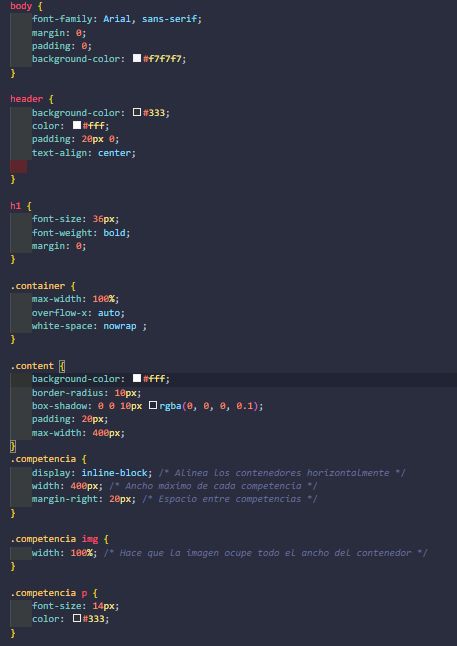 body {
font-family: Arial, sans-serif;
margin: 0;
padding: 0;
background-color: #f7f7f7;
}
header {
background-color: #333;
color: #fff;
padding: 20px 0;
text-align: center;
}
h1 {
font-size: 36px;
font-weight: bold;
margin: 0;
}
.container {
max-width: 100%;
overflow-x: auto;
white-space: nowrap ;
}
.content {
background-color: #fff;
border-radius: 10px;
box-shadow: 0 0 10px rgba(0, 0, 0, 0.1);
padding: 20px;
max-width: 400px;
}
.competencia {
display: inline-block; /* Alinea los contenedores horizontalmente */
width: 400px; /* Ancho máximo de cada competencia */
margin-right: 20px; /* Espacio entre competencias */
}
.competencia img {
width: 100%; /* Hace que la imagen ocupe todo el ancho del contenedor */
}
.competencia p {
font-size: 14px;
color: #333;
}